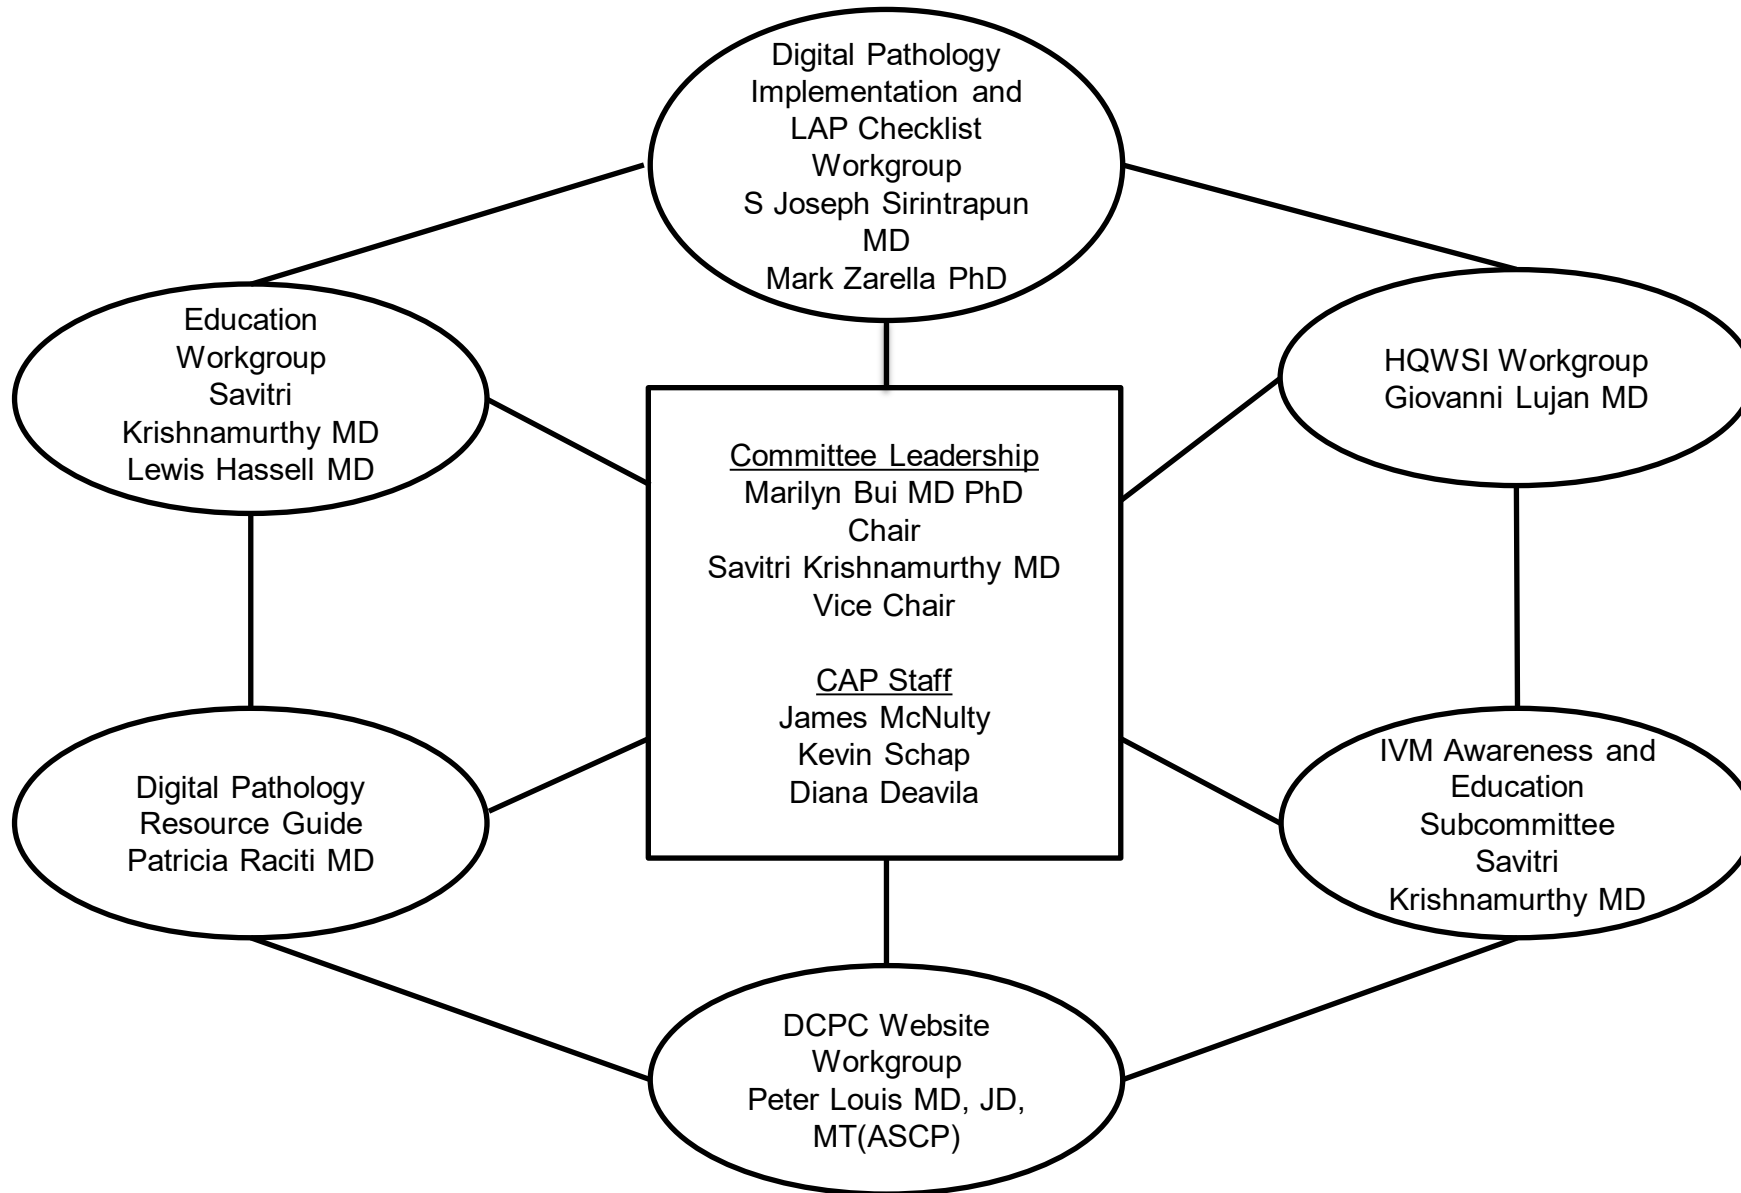 Digital Pathology
Implementation and
LAP Checklist
Workgroup
S Joseph Sirintrapun
MD
Mark Zarella PhD
Education
Workgroup
Savitri
Krishnamurthy MD
Lewis Hassell MD
HQWSI Workgroup
Giovanni Lujan MD
Committee Leadership
Marilyn Bui MD PhD
Chair
Savitri Krishnamurthy MD
Vice Chair
CAP Staff
James McNulty
Kevin Schap
Diana Deavila
Digital Pathology
Resource Guide
Patricia Raciti MD
IVM Awareness and
Education
Subcommittee
Savitri
Krishnamurthy MD
DCPC Website
Workgroup
Peter Louis MD, JD,
MT(ASCP)